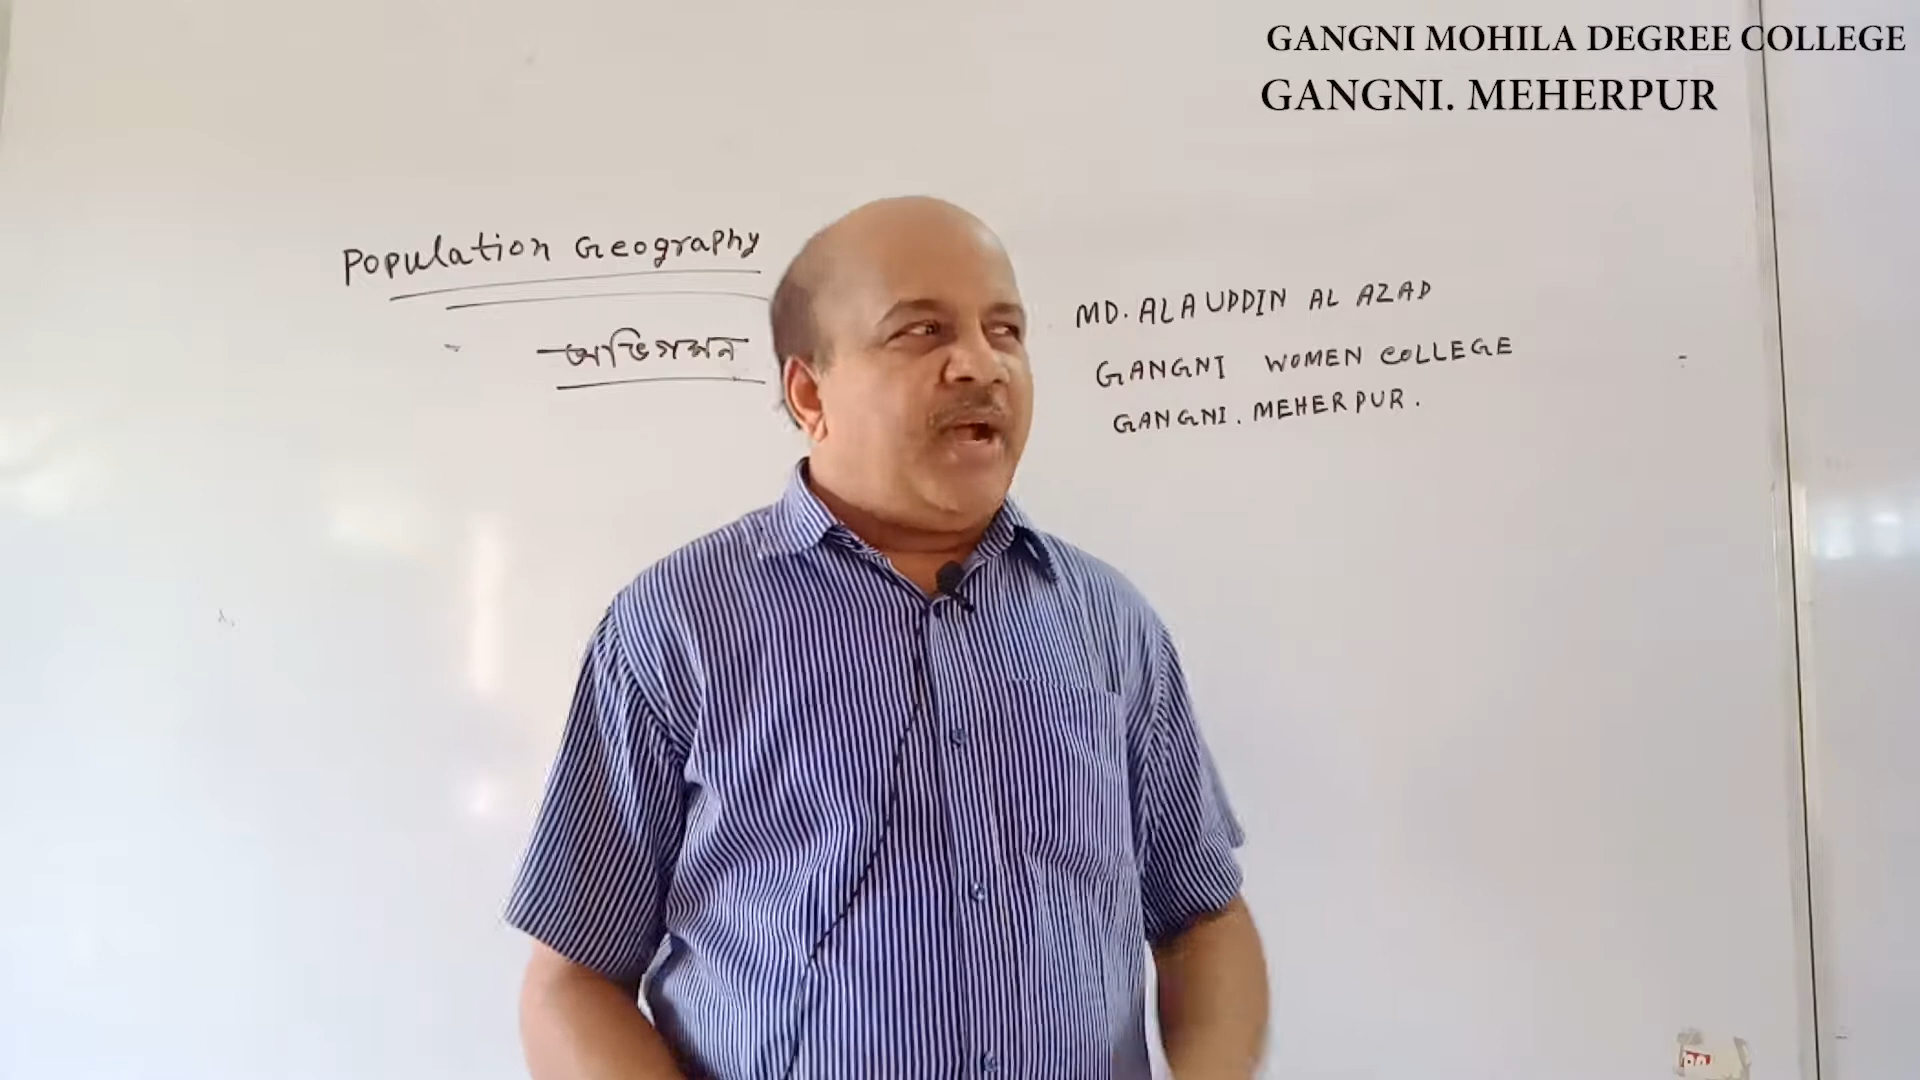 GANGNI MOHILA DEGREE COLLEGE
GANGNI. MEHERPUR
Population Geography
অভিগমন
MD. ALAUDDIN AL AZAD
GANGNI WOMEN COLLEGE
GANGNI. MEHERPUR.